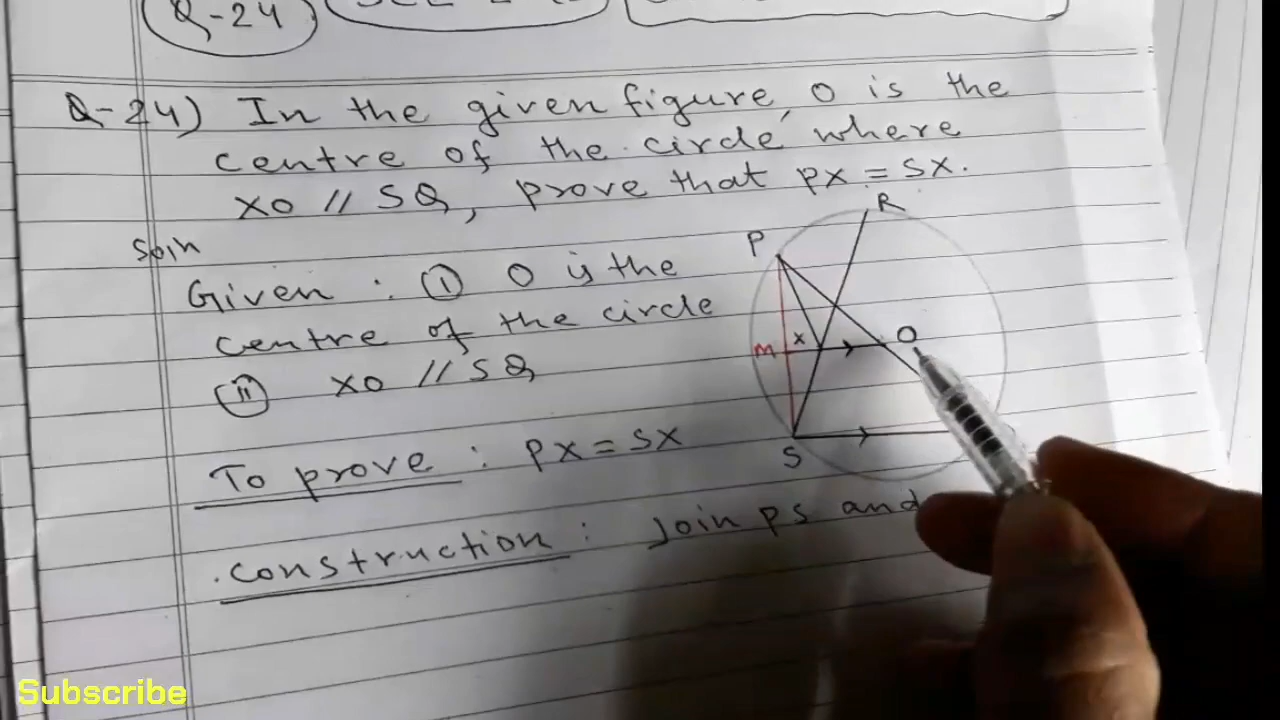 Q-24
Q-24) In the given figure, O is the
centre of the circle where
XO // SQ, prove that PX = SX.
Soln
Given : (i) O is the
centre of the circle
(ii) XO // SQ
To prove : PX = SX
Construction : Join PS and
R
P
M
X
O
S
Subscribe